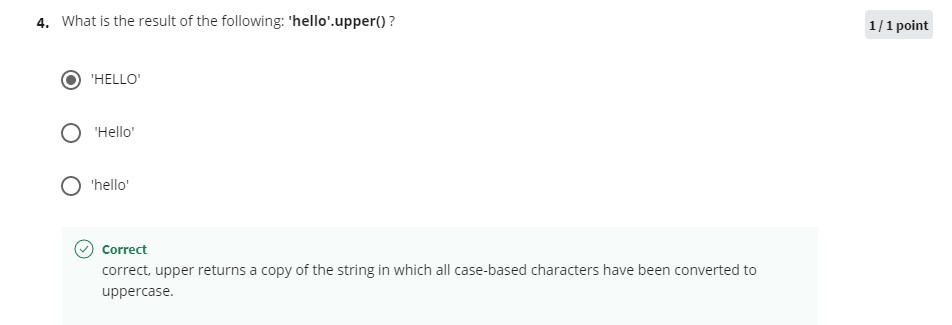 4. What is the result of the following: 'hello'.upper() ?
1 / 1 point
'HELLO'
'Hello'
'hello'
Correct
correct, upper returns a copy of the string in which all case-based characters have been converted to
uppercase.